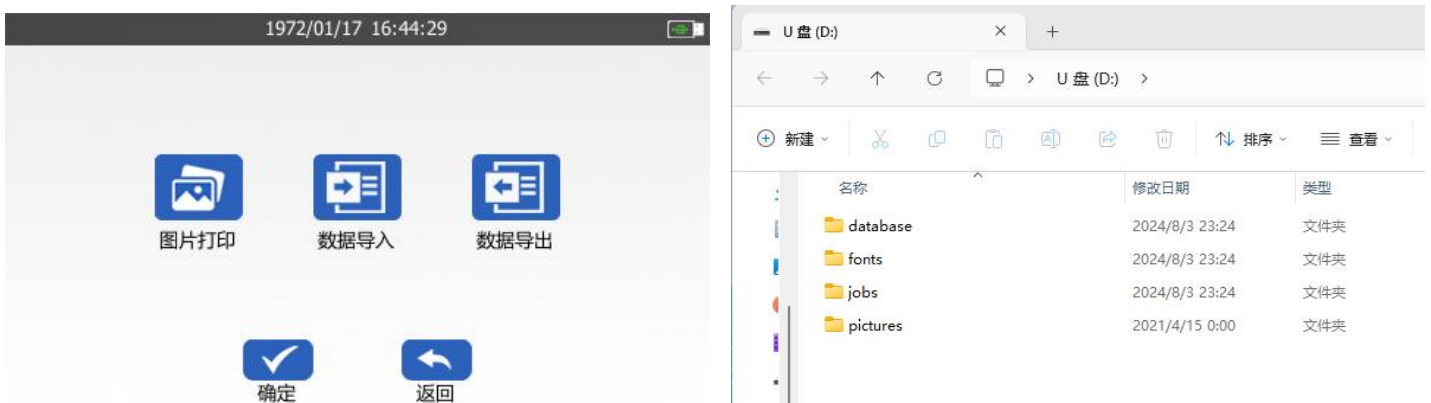 1972/01/17 16:44:29
图片打印
数据导入
数据导出
确定
返回
U 盘 (D:)
U 盘 (D:)
新建
排序
查看
名称 修改日期 类型
database 2024/8/3 23:24 文件夹
fonts 2024/8/3 23:24 文件夹
jobs 2024/8/3 23:24 文件夹
pictures 2021/4/15 0:00 文件夹